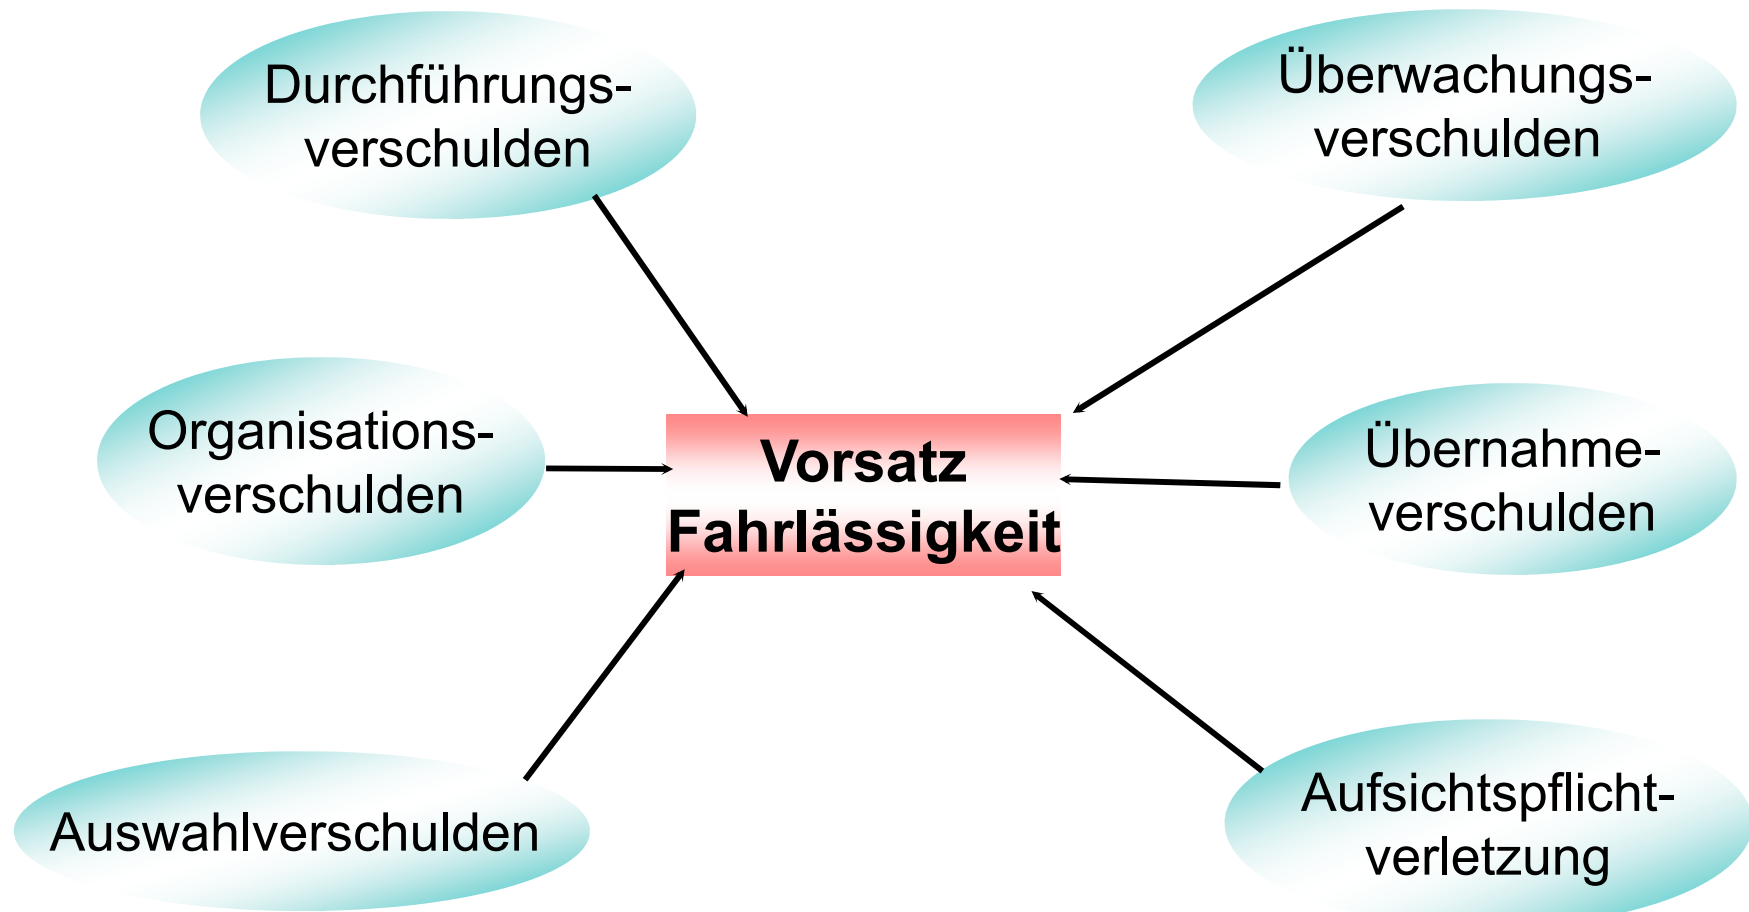 Durchführungs-
verschulden
Überwachungs-
verschulden
Organisations-
verschulden
Vorsatz
Fahrlässigkeit
Übernahme-
verschulden
Auswahlverschulden
Aufsichtspflicht-
verletzung